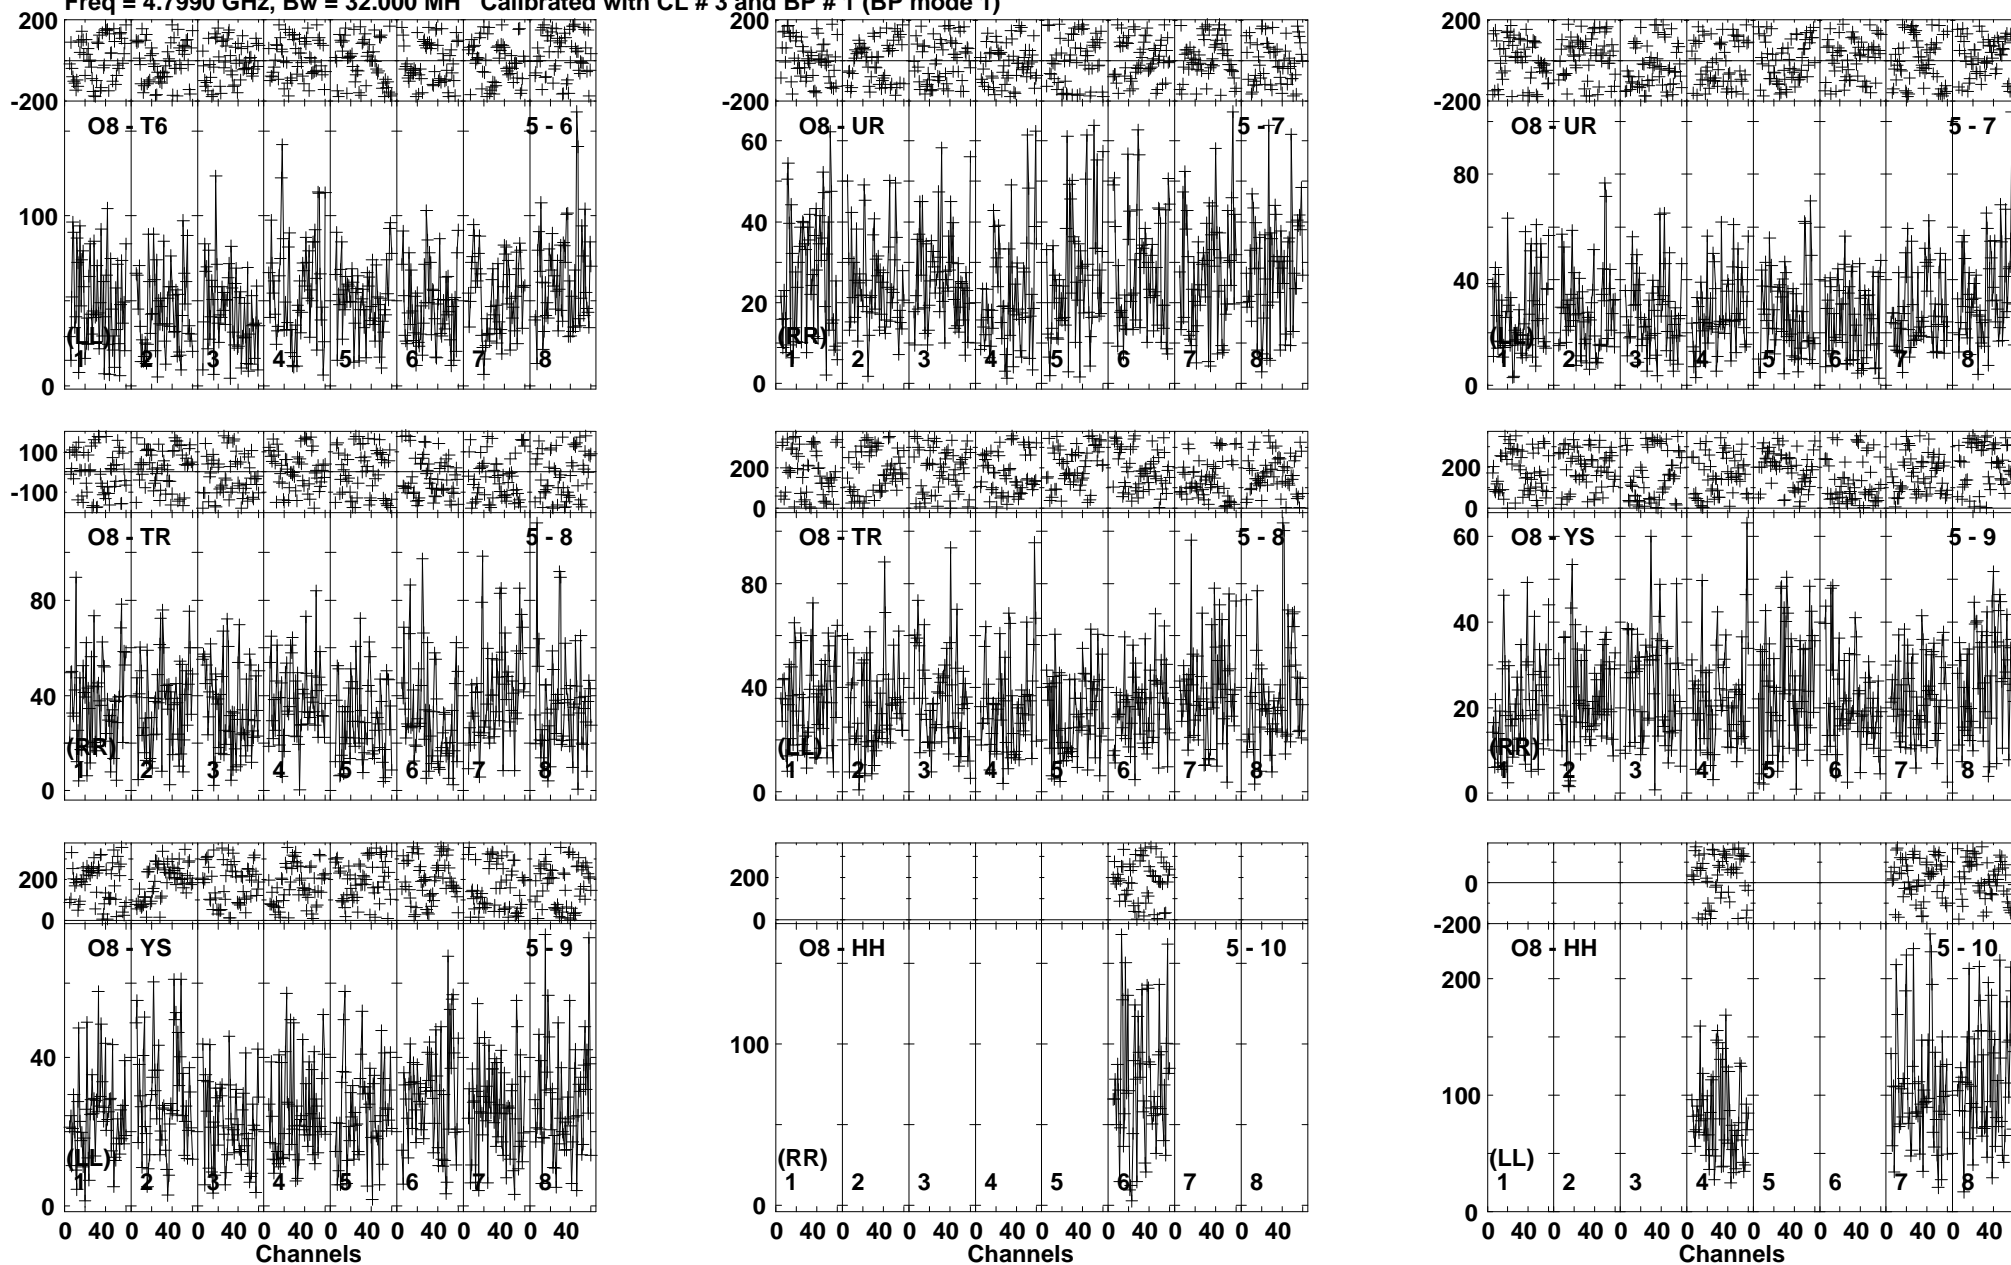 Freq = 4.7990 GHz, Bw = 32.000 MH Calibrated with CL # 3 and BP # 1 (BP mode 1)
200 200 200
-200 -200 -200
O8 - T6 5 - 6 O8 - UR 5 - 7 O8 - UR 5 - 7
100 60 80
40 40
20
(LL) (RR) (LL)
1 2 3 4 5 6 7 8 1 2 3 4 5 6 7 8 1 2 3 4 5 6 7 8
0 0 0
100 200 200
-100 0 0
O8 - TR 5 - 8 O8 - TR 5 - 8 O8 - YS 5 - 9
80 80 60
40 40 40
20
(RR) (LL) (RR)
1 2 3 4 5 6 7 8 1 2 3 4 5 6 7 8 1 2 3 4 5 6 7 8
0 0 0
200 200 0
0 0 -200
O8 - YS 5 - 9 O8 - HH 5 - 10 O8 - HH 5 - 10
40 100 200
100
(LL) (RR) (LL)
1 2 3 4 5 6 7 8 1 2 3 4 5 6 7 8 1 2 3 4 5 6 7 8
0 0 0
0 40 0 40 0 40 0 40 0 40 0 40 0 40 0 40 0 40 0 40 0 40 0 40 0 40 0 40 0 40 0 40 0 40 0 40 0 40 0 40 0 40 0 40 0 40 0 40
Channels Channels Channels